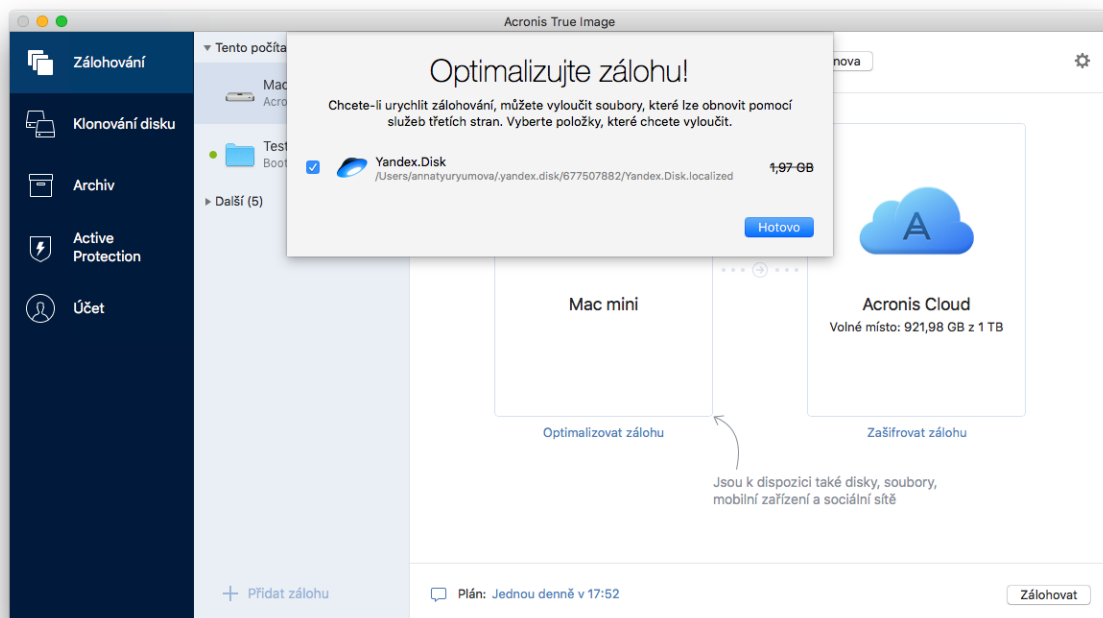 Acronis True Image
Zálohování
Klonování disku
Archiv
Active
Protection
Účet
Tento počíta
Mac
Acro
Test
Boot
Další (5)
Přidat zálohu
Optimalizujte zálohu!
Chcete-li urychlit zálohování, můžete vyloučit soubory, které lze obnovit pomocí
služeb třetích stran. Vyberte položky, které chcete vyloučit.
Yandex.Disk
1,97 GB
/Users/annatyuryumova/.yandex.disk/677507882/Yandex.Disk.localized
Hotovo
nova
Mac mini
Optimalizovat zálohu
Acronis Cloud
Volné místo: 921,98 GB z 1 TB
Zašifrovat zálohu
Jsou k dispozici také disky, soubory,
mobilní zařízení a sociální sítě
Plán: Jednou denně v 17:52
Zálohovat